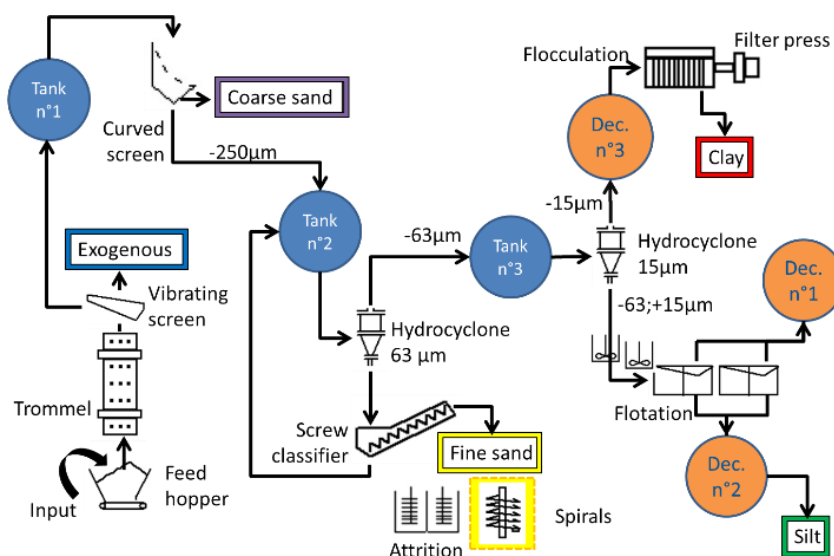 Tank
n°1
Curved
screen
Coarse sand
-250µm
Exogenous
Vibrating
screen
Trommel
Input
Feed
hopper
Tank
n°2
-63µm
Hydrocyclone
63 µm
Screw
classifier
Fine sand
Attrition
Spirals
Tank
n°3
Flocculation
Filter press
Dec.
n°3
Clay
-15µm
Hydrocyclone
15µm
-63;+15µm
Dec.
n°1
Flotation
Dec.
n°2
Silt